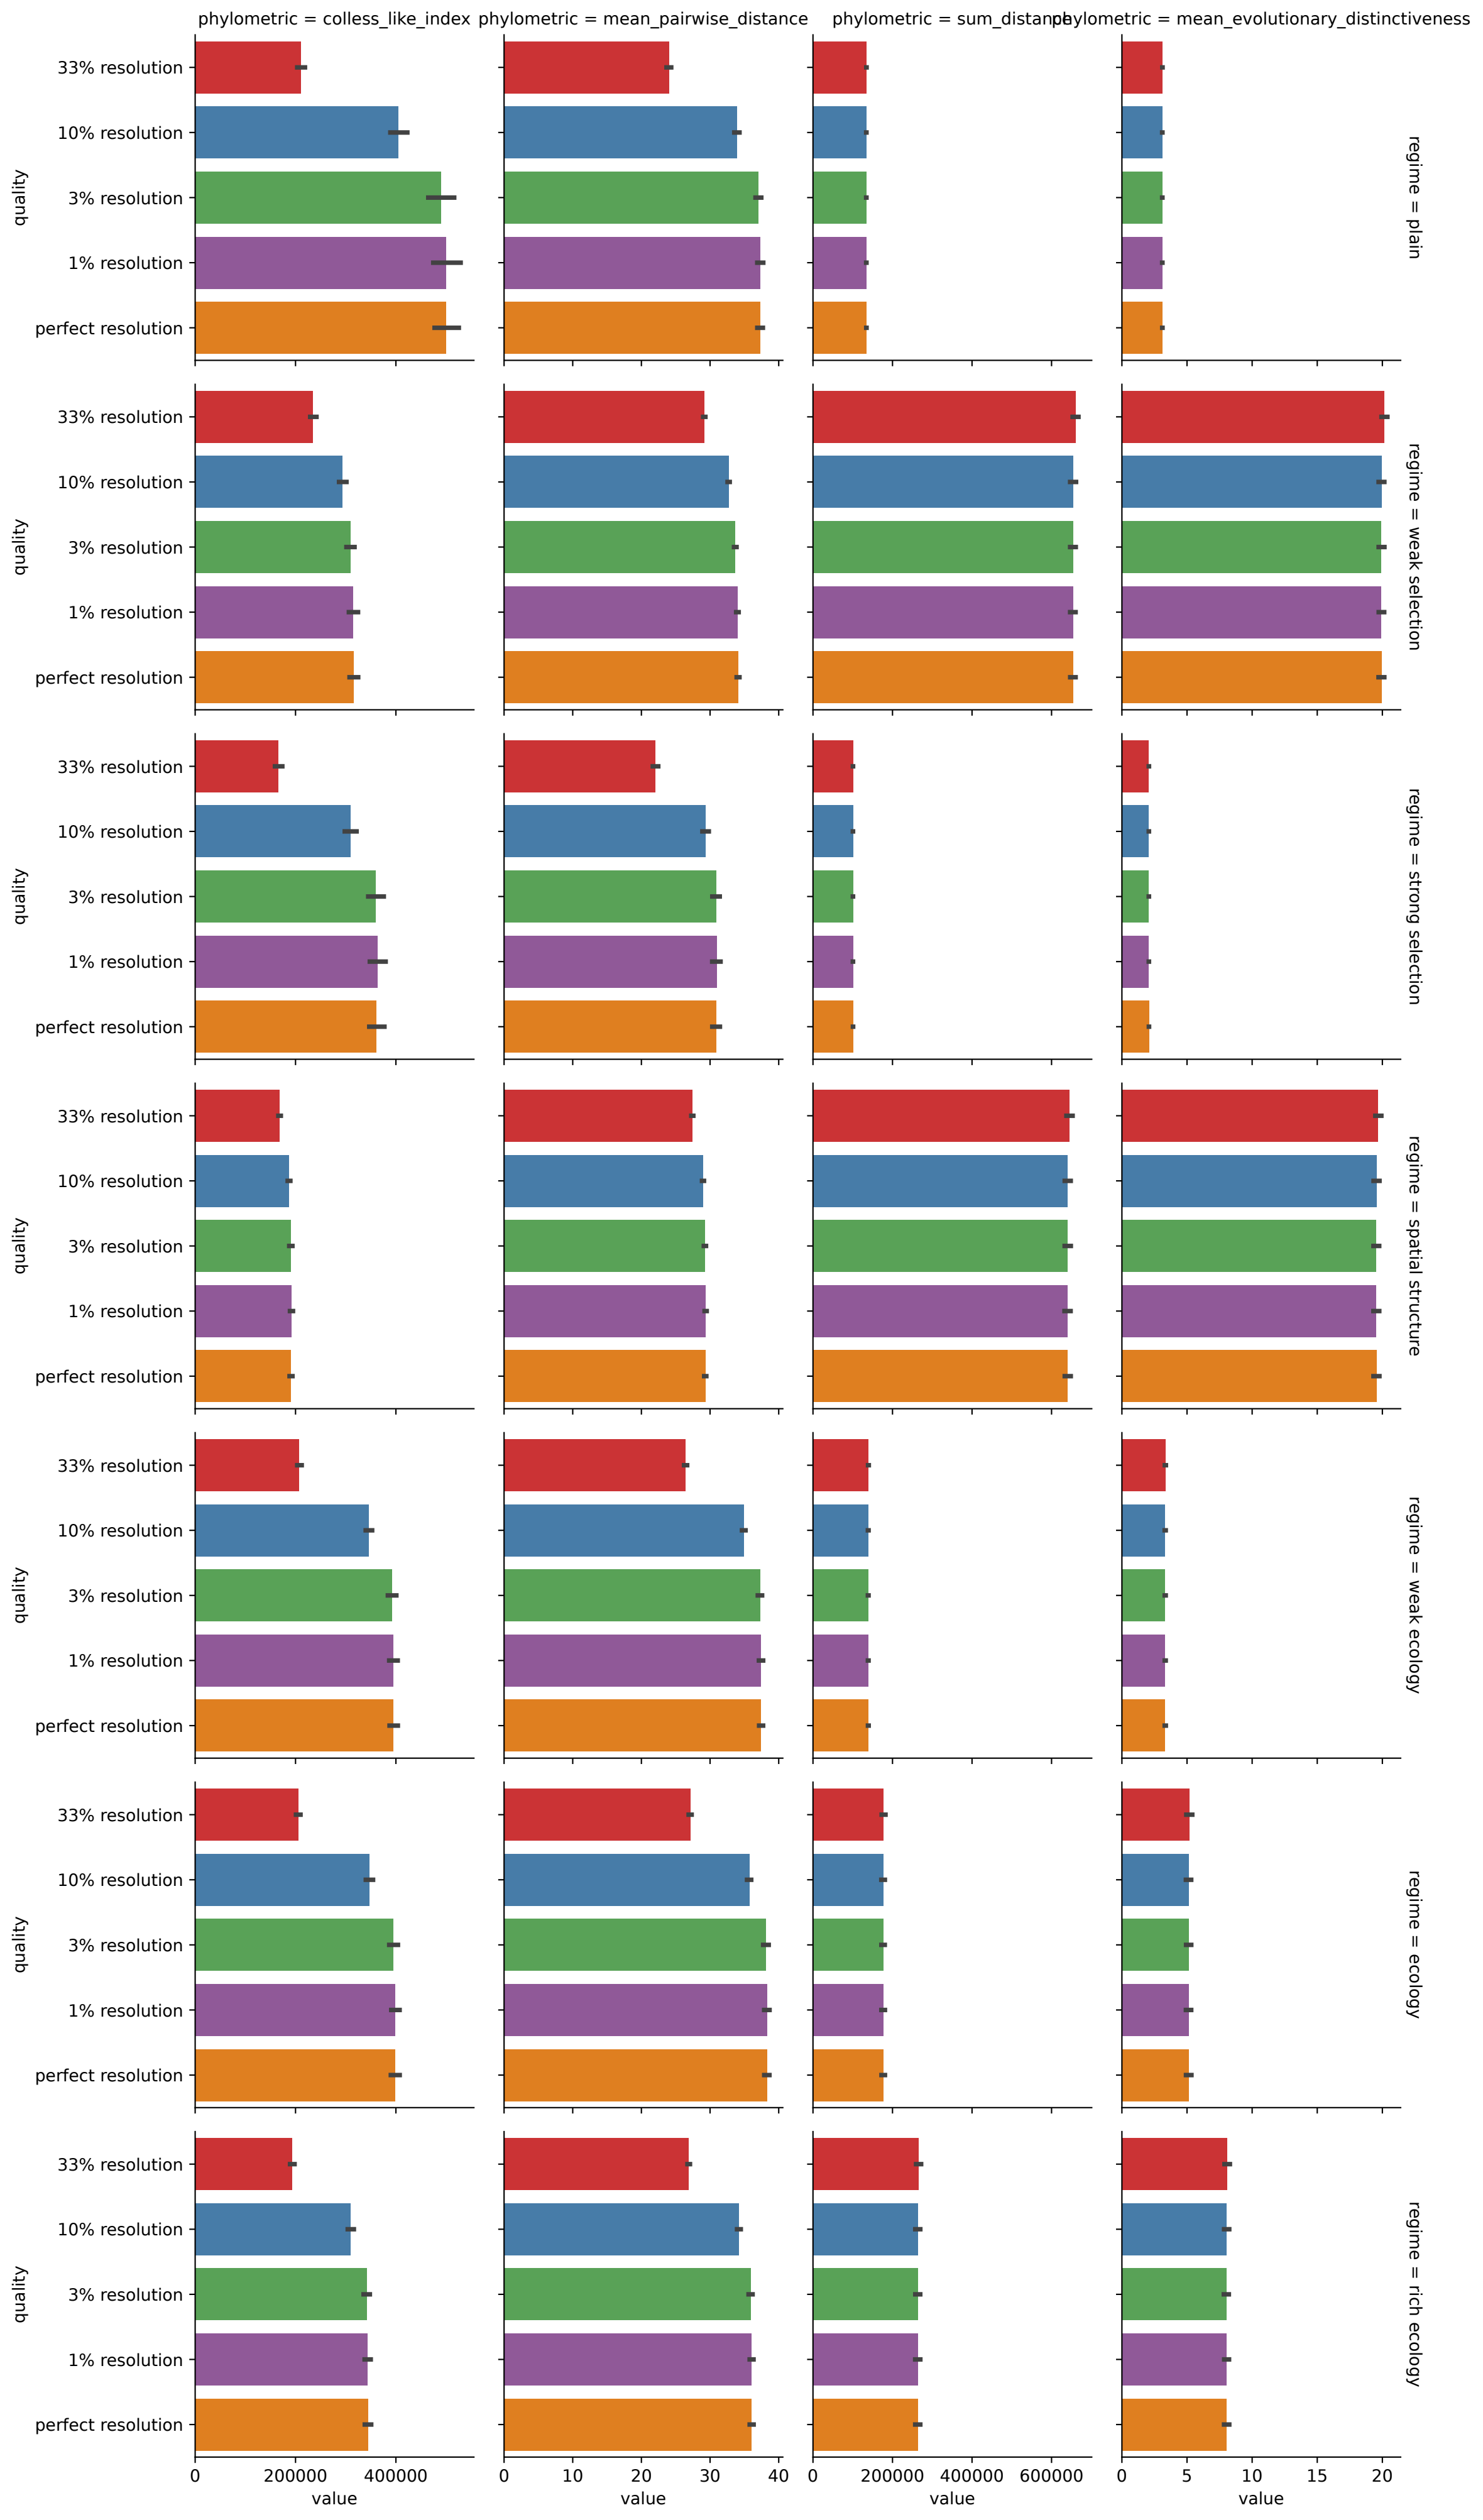 phylometric = colless_like_index
phylometric = mean_pairwise_distance
phylometric = sum_distance
phylometric = mean_evolutionary_distinctiveness
33% resolution
10% resolution
3% resolution
1% resolution
perfect resolution
quality
regime = plain
33% resolution
10% resolution
3% resolution
1% resolution
perfect resolution
quality
regime = weak selection
33% resolution
10% resolution
3% resolution
1% resolution
perfect resolution
quality
regime = strong selection
33% resolution
10% resolution
3% resolution
1% resolution
perfect resolution
quality
regime = spatial structure
33% resolution
10% resolution
3% resolution
1% resolution
perfect resolution
quality
regime = weak ecology
33% resolution
10% resolution
3% resolution
1% resolution
perfect resolution
quality
regime = ecology
33% resolution
10% resolution
3% resolution
1% resolution
perfect resolution
quality
regime = rich ecology
0 200000 400000
value
0 10 20 30 40
value
0 200000 400000 600000
value
0 5 10 15 20
value